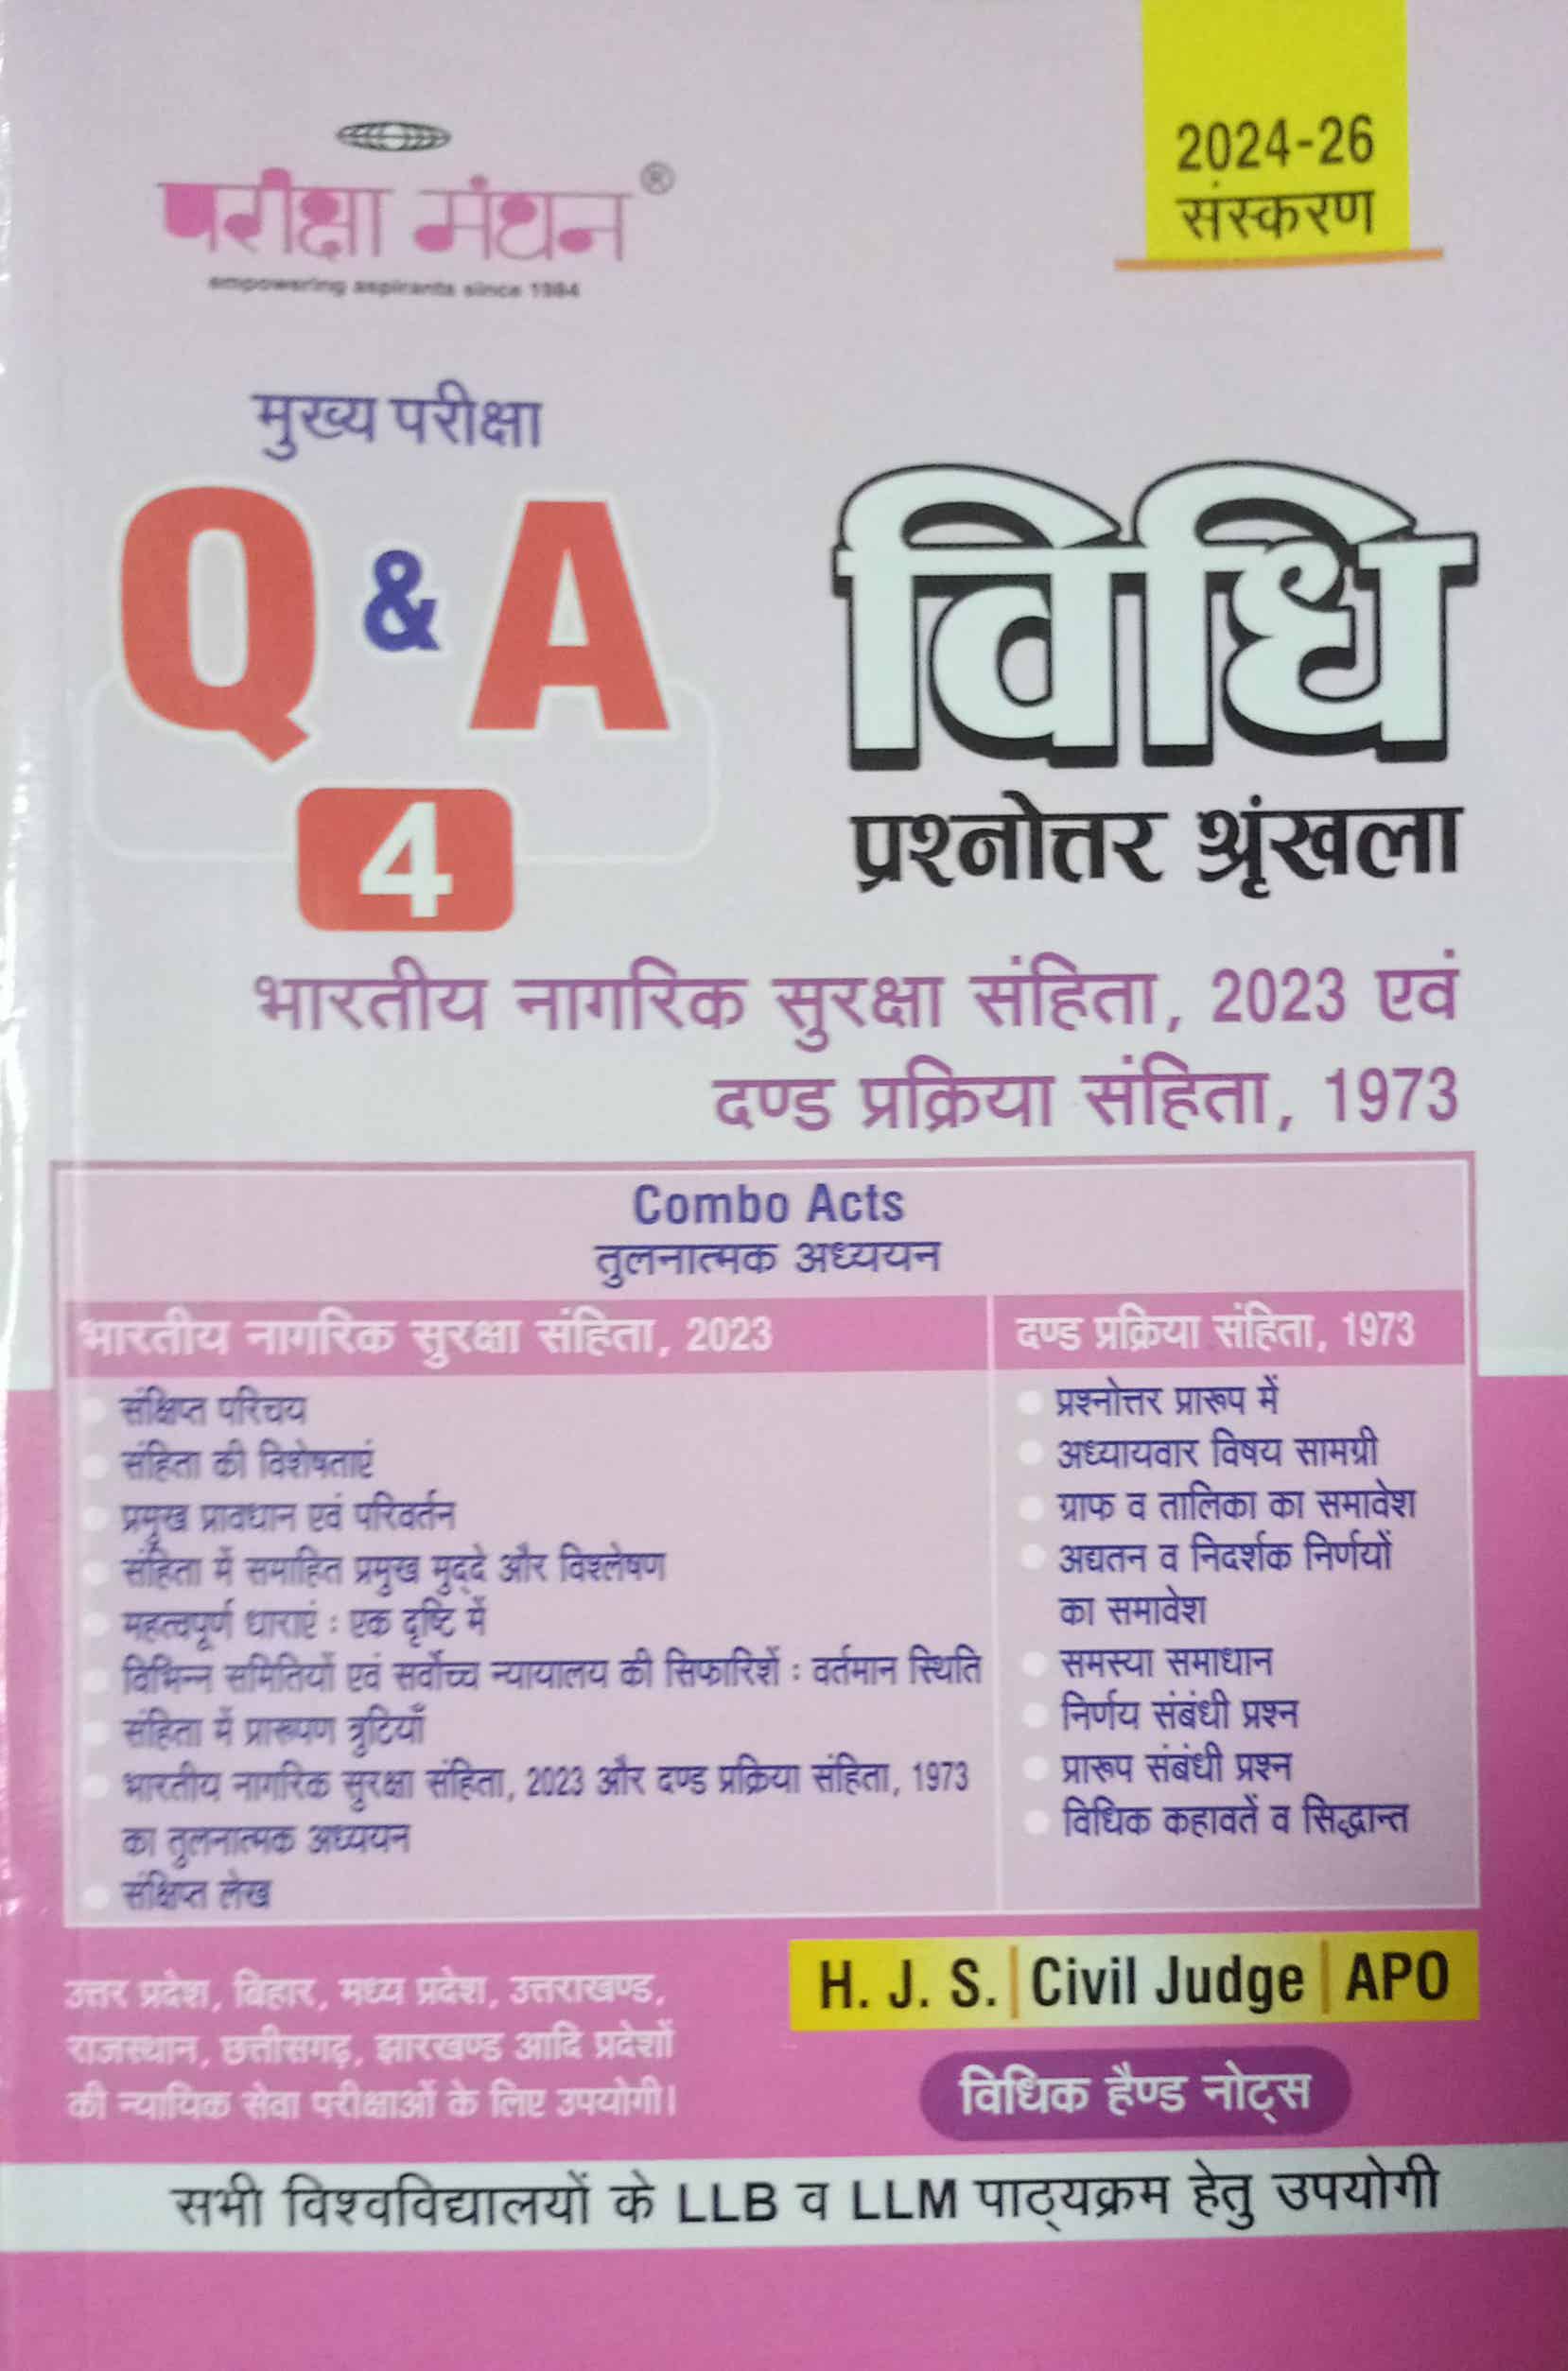 परीक्षा मंथन®
empowering aspirants since 1984
2024-26
संस्करण
मुख्य परीक्षा
Q & A
4
विधि
प्रश्नोत्तर श्रृंखला
भारतीय नागरिक सुरक्षा संहिता, 2023 एवं
दण्ड प्रक्रिया संहिता, 1973
Combo Acts
तुलनात्मक अध्ययन
भारतीय नागरिक सुरक्षा संहिता, 2023
संक्षिप्त परिचय
संहिता की विशेषताएं
प्रमुख प्रावधान एवं परिवर्तन
संहिता में समाहित प्रमुख मुद्दे और विश्लेषण
महत्वपूर्ण धाराएं : एक दृष्टि में
विभिन्न समितियों एवं सर्वोच्च न्यायालय की सिफारिशें : वर्तमान स्थिति
संहिता में प्रारूपण त्रुटियाँ
भारतीय नागरिक सुरक्षा संहिता, 2023 और दण्ड प्रक्रिया संहिता, 1973
का तुलनात्मक अध्ययन
संक्षिप्त लेख
दण्ड प्रक्रिया संहिता, 1973
प्रश्नोत्तर प्रारूप में
अध्यायवार विषय सामग्री
ग्राफ व तालिका का समावेश
अद्यतन व निदर्शक निर्णयों
का समावेश
समस्या समाधान
निर्णय संबंधी प्रश्न
प्रारूप संबंधी प्रश्न
विधिक कहावतें व सिद्धान्त
उत्तर प्रदेश, बिहार, मध्य प्रदेश, उत्तराखण्ड,
राजस्थान, छत्तीसगढ़, झारखण्ड आदि प्रदेशों
की न्यायिक सेवा परीक्षाओं के लिए उपयोगी।
H. J. S. | Civil Judge | APO
विधिक हैण्ड नोट्स
सभी विश्वविद्यालयों के LLB व LLM पाठ्यक्रम हेतु उपयोगी